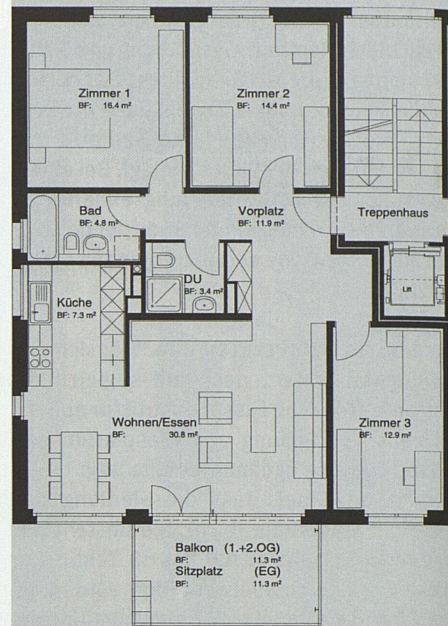 Zimmer 1
BF: 16.4 m²
Zimmer 2
BF: 14.4 m²
Bad
BF: 4.8 m²
Vorplatz
BF: 11.9 m²
Treppenhaus
DU
BF: 3.4 m²
Lift
Küche
BF: 7.3 m²
Wohnen/Essen
BF: 30.8 m²
Zimmer 3
BF: 12.9 m²
Balkon (1.+2.OG)
BF: 11.3 m²
Sitzplatz (EG)
BF: 11.3 m²